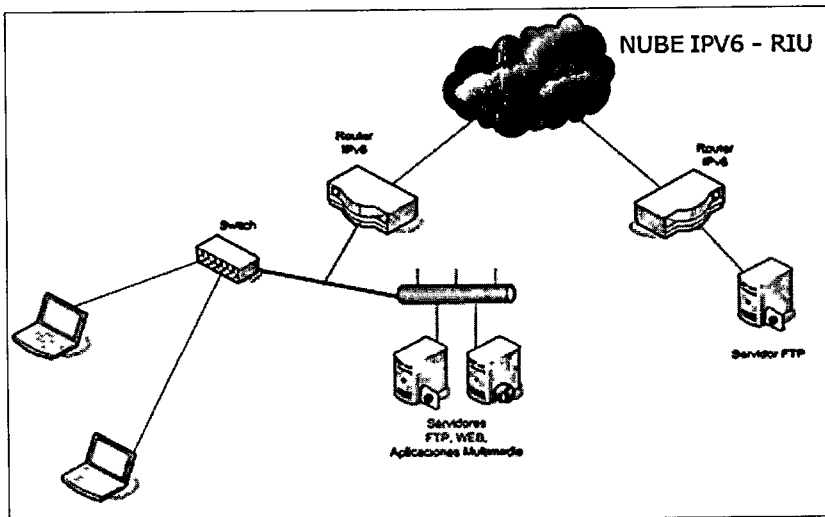 NUBE IPV6 - RIU
Router
IPv6
Router
IPv6
Switch
Servidor FTP
Servidores
FTP, WEB,
Aplicaciones Multimedia